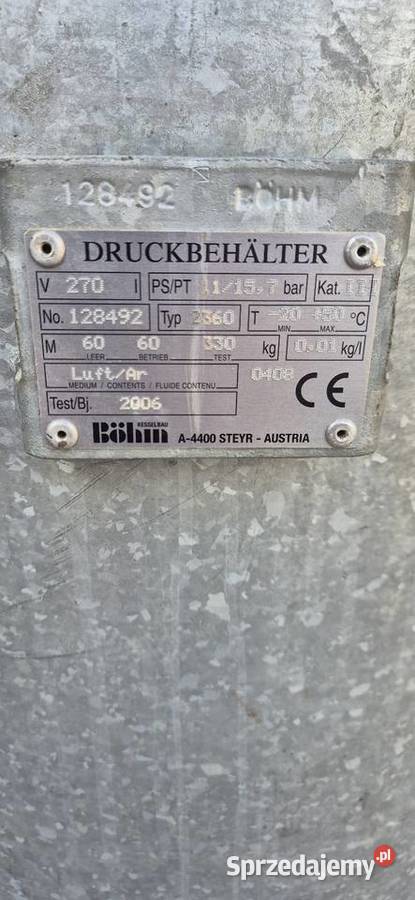 128492 BÖHM
DRUCKBEHÄLTER
V 270 l PS/PT 11/15,7 bar Kat. III
No. 128492 Typ 2360 T -20 +50 °C
MIN. MAX.
M 60 60 330 kg 0.01 kg/l
LEER BETRIEB TEST
Luft/Ar 0408 CE
MEDIUM / CONTENTS / FLUIDE CONTENU
Test/Bj. 2006
KESSELBAU
Böhm A-4400 STEYR - AUSTRIA
Sprzedajemy.pl